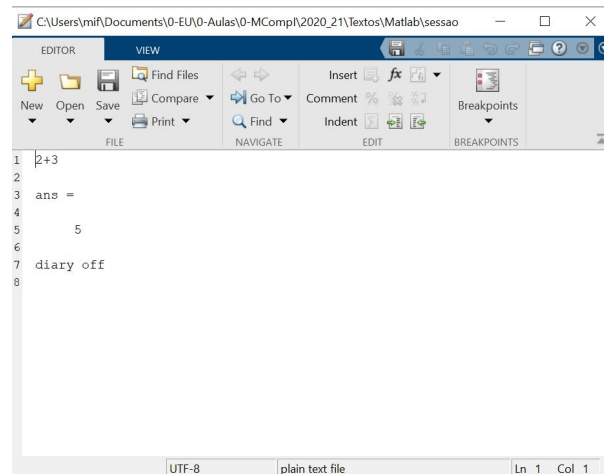 C:\Users\mif\Documents\0-EU\0-Aulas\0-MCompl\2020_21\Textos\Matlab\sessao
EDITOR VIEW
New Open Save
Find Files
Compare
Print
FILE
Go To
Find
NAVIGATE
Insert fx
Comment
Indent
EDIT
Breakpoints
BREAKPOINTS
1 2+3
2
3 ans =
4
5 5
6
7 diary off
8
UTF-8 plain text file Ln 1 Col 1